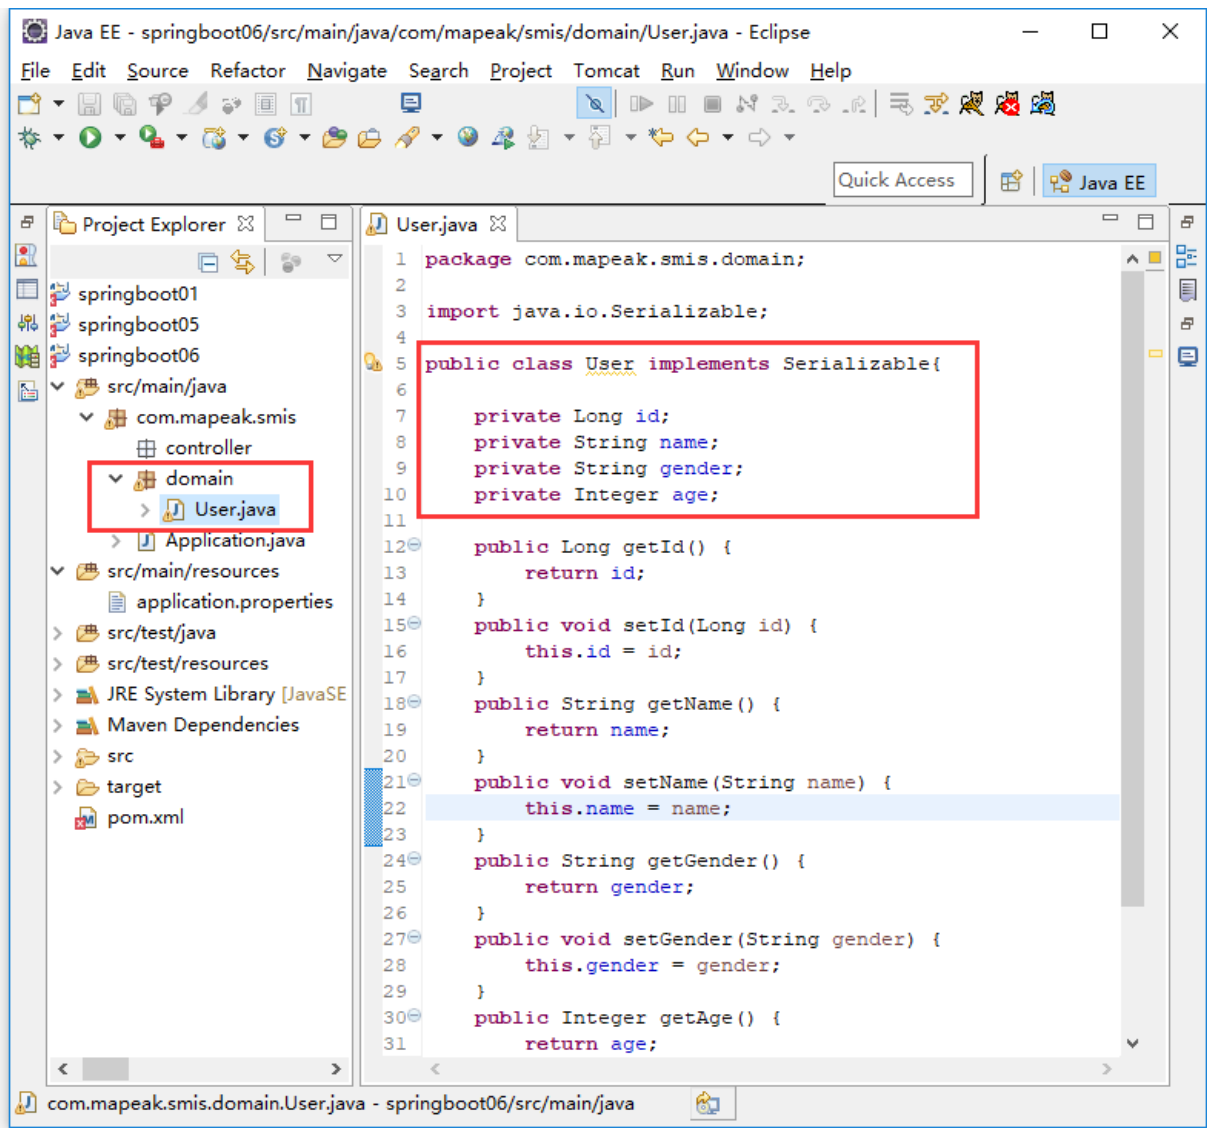 Java EE - springboot06/src/main/java/com/mapeak/smis/domain/User.java - Eclipse
File Edit Source Refactor Navigate Search Project Tomcat Run Window Help
Quick Access
Java EE
Project Explorer
springboot01
springboot05
springboot06
src/main/java
com.mapeak.smis
controller
domain
User.java
Application.java
src/main/resources
application.properties
src/test/java
src/test/resources
JRE System Library [JavaSE
Maven Dependencies
src
target
pom.xml
User.java
1 package com.mapeak.smis.domain;
2
3 import java.io.Serializable;
4
5 public class User implements Serializable{
6
7 private Long id;
8 private String name;
9 private String gender;
10 private Integer age;
11
12 public Long getId() {
13 return id;
14 }
15 public void setId(Long id) {
16 this.id = id;
17 }
18 public String getName() {
19 return name;
20 }
21 public void setName(String name) {
22 this.name = name;
23 }
24 public String getGender() {
25 return gender;
26 }
27 public void setGender(String gender) {
28 this.gender = gender;
29 }
30 public Integer getAge() {
31 return age;
com.mapeak.smis.domain.User.java - springboot06/src/main/java